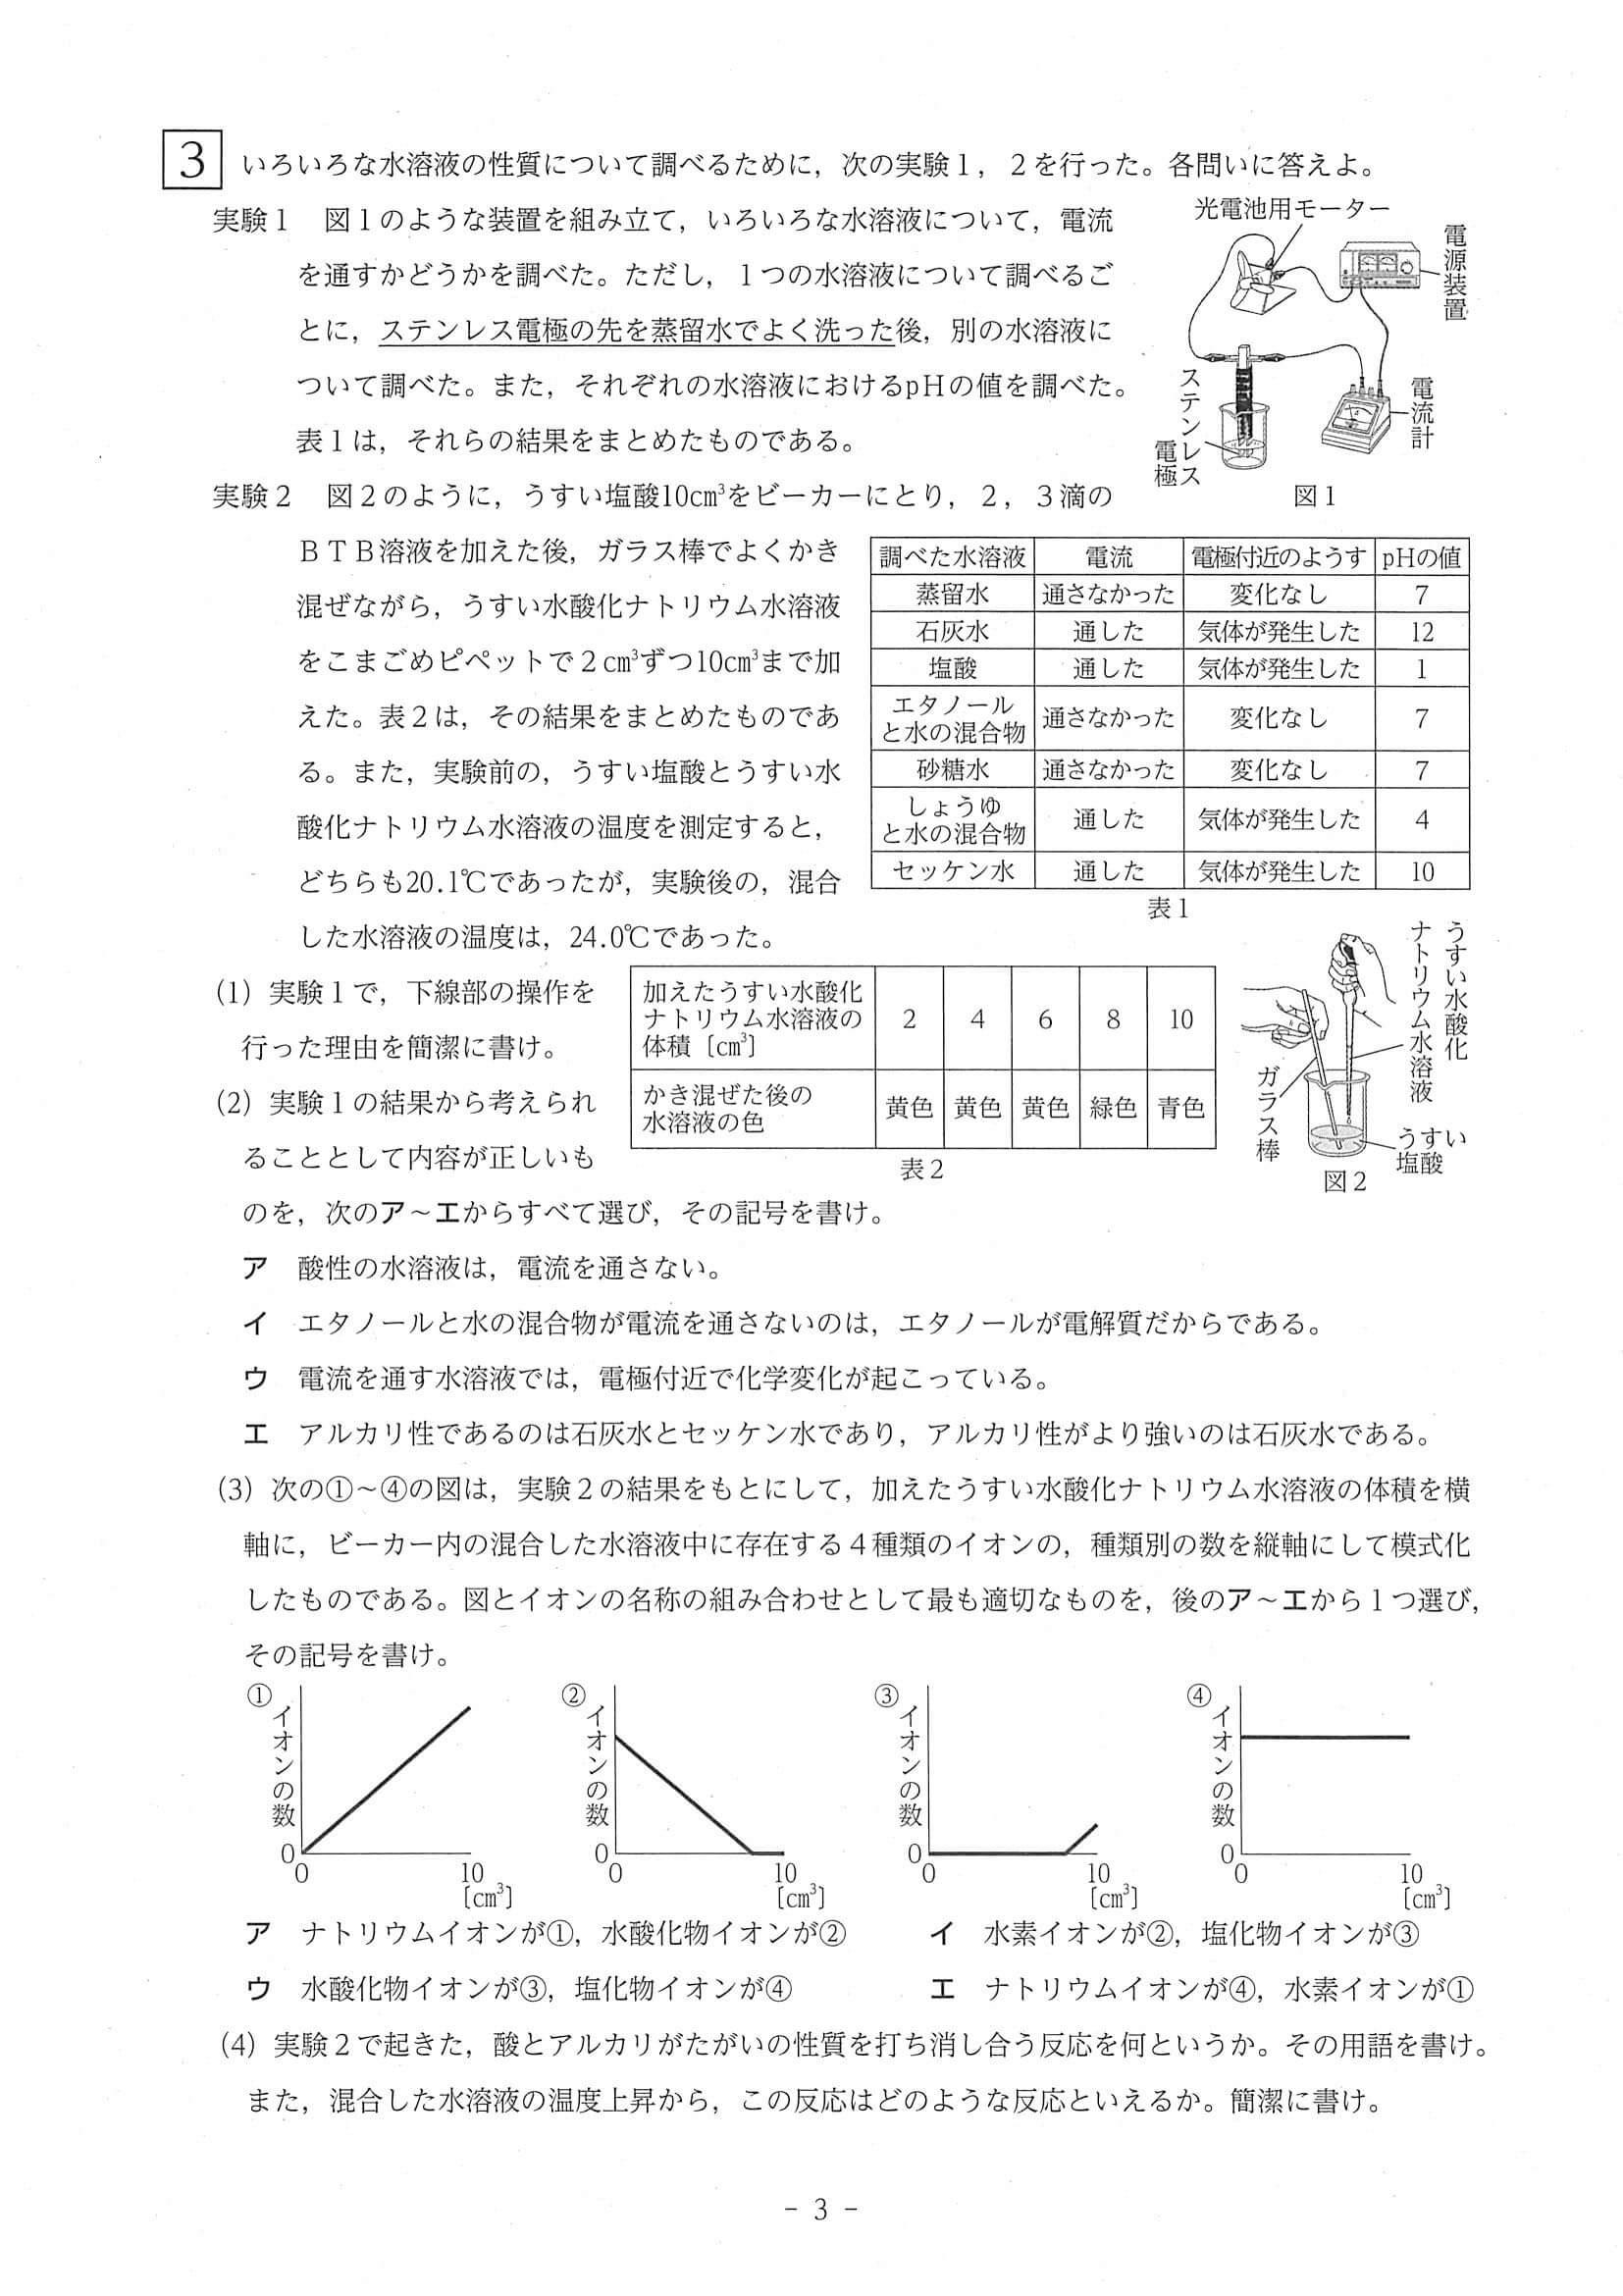 3 いろいろな水溶液の性質について調べるために，次の実験１，２を行った。各問いに答えよ。
実験１ 図１のような装置を組み立て，いろいろな水溶液について，電流
を通すかどうかを調べた。ただし，１つの水溶液について調べるご
とに，ステンレス電極の先を蒸留水でよく洗った後，別の水溶液に
ついて調べた。また，それぞれの水溶液におけるpHの値を調べた。
表１は，それらの結果をまとめたものである。
光電池用モーター
電源装置
電流計
ステンレス
電極
図１
実験２ 図２のように，うすい塩酸10cm³をビーカーにとり，２，３滴の
ＢＴＢ溶液を加えた後，ガラス棒でよくかき
混ぜながら，うすい水酸化ナトリウム水溶液
をこまごめピペットで２cm³ずつ10cm³まで加
えた。表２は，その結果をまとめたものであ
る。また，実験前の，うすい塩酸とうすい水
酸化ナトリウム水溶液の温度を測定すると，
どちらも20.1℃であったが，実験後の，混合
した水溶液の温度は，24.0℃であった。
調べた水溶液 電流 電極付近のようす pHの値
蒸留水 通さなかった 変化なし 7
石灰水 通した 気体が発生した 12
塩酸 通した 気体が発生した 1
エタノール
と水の混合物 通さなかった 変化なし 7
砂糖水 通さなかった 変化なし 7
しょうゆ
と水の混合物 通した 気体が発生した 4
セッケン水 通した 気体が発生した 10
表１
(1) 実験１で，下線部の操作を
行った理由を簡潔に書け。
(2) 実験１の結果から考えられ
ることとして内容が正しいも
のを，次のア～エからすべて選び，その記号を書け。
加えたうすい水酸化
ナトリウム水溶液の
体積〔cm³〕 2 4 6 8 10
かき混ぜた後の
水溶液の色 黄色 黄色 黄色 緑色 青色
表２
うすい水酸化
ナトリウム水溶液
ガラス棒
うすい
塩酸
図２
ア 酸性の水溶液は，電流を通さない。
イ エタノールと水の混合物が電流を通さないのは，エタノールが電解質だからである。
ウ 電流を通す水溶液では，電極付近で化学変化が起こっている。
エ アルカリ性であるのは石灰水とセッケン水であり，アルカリ性がより強いのは石灰水である。
(3) 次の①～④の図は，実験２の結果をもとにして，加えたうすい水酸化ナトリウム水溶液の体積を横
軸に，ビーカー内の混合した水溶液中に存在する４種類のイオンの，種類別の数を縦軸にして模式化
したものである。図とイオンの名称の組み合わせとして最も適切なものを，後のア～エから１つ選び，
その記号を書け。
① イオンの数 0 0 10 〔cm³〕
② イオンの数 0 0 10 〔cm³〕
③ イオンの数 0 0 10 〔cm³〕
④ イオンの数 0 0 10 〔cm³〕
ア ナトリウムイオンが①，水酸化物イオンが② イ 水素イオンが②，塩化物イオンが③
ウ 水酸化物イオンが③，塩化物イオンが④ エ ナトリウムイオンが④，水素イオンが①
(4) 実験２で起きた，酸とアルカリがたがいの性質を打ち消し合う反応を何というか。その用語を書け。
また，混合した水溶液の温度上昇から，この反応はどのような反応といえるか。簡潔に書け。
- 3 -